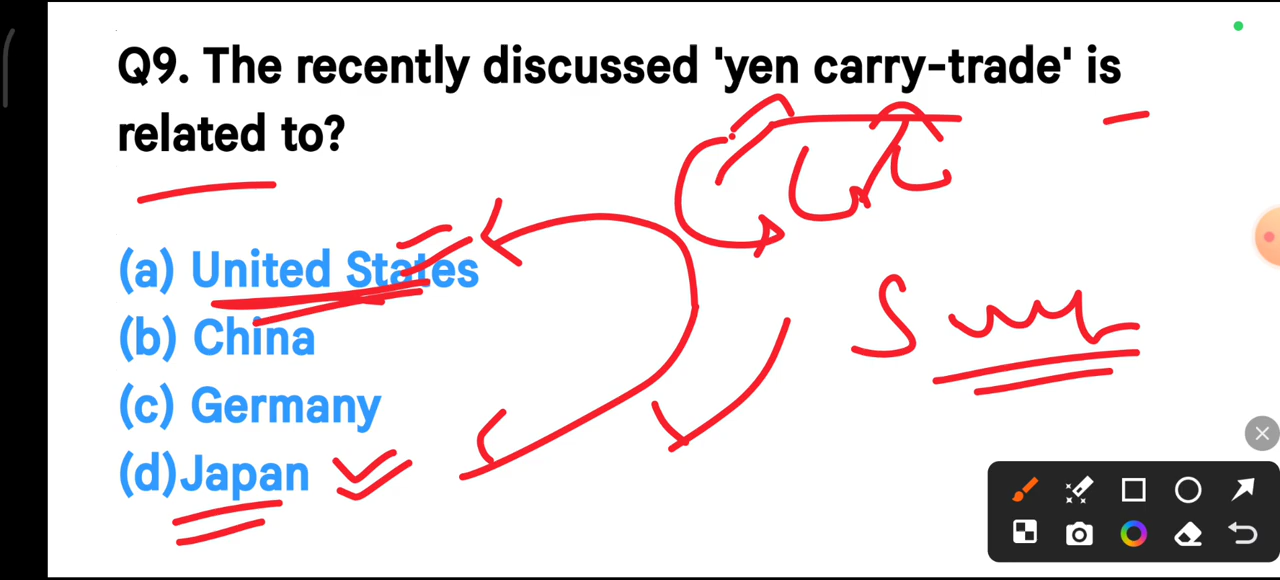 Q9. The recently discussed 'yen carry-trade' is
related to?
(a) United States
(b) China
(c) Germany
(d)Japan